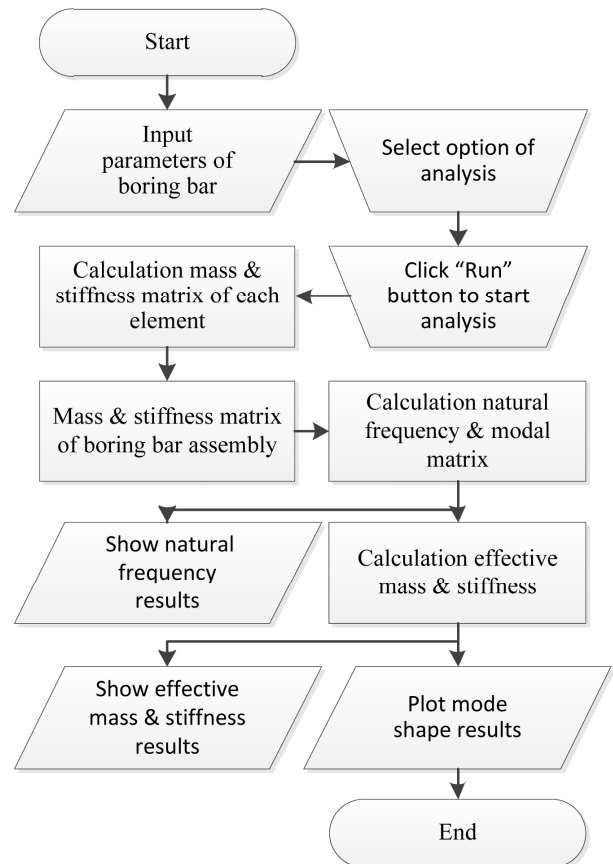 Start
Input
parameters of
boring bar
Select option of
analysis
Click “Run”
button to start
analysis
Calculation mass &
stiffness matrix of each
element
Mass & stiffness matrix
of boring bar assembly
Calculation natural
frequency & modal
matrix
Show natural
frequency
results
Calculation effective
mass & stiffness
Show effective
mass & stiffness
results
Plot mode
shape results
End